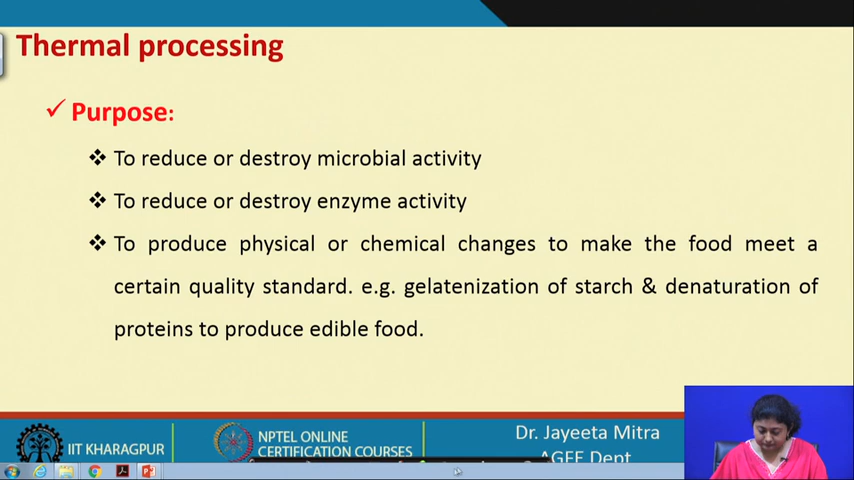 Thermal processing
✓ Purpose:
❖ To reduce or destroy microbial activity
❖ To reduce or destroy enzyme activity
❖ To produce physical or chemical changes to make the food meet a
certain quality standard. e.g. gelatenization of starch & denaturation of
proteins to produce edible food.
IIT KHARAGPUR
NPTEL ONLINE
CERTIFICATION COURSES
Dr. Jayeeta Mitra
AGFE Dept